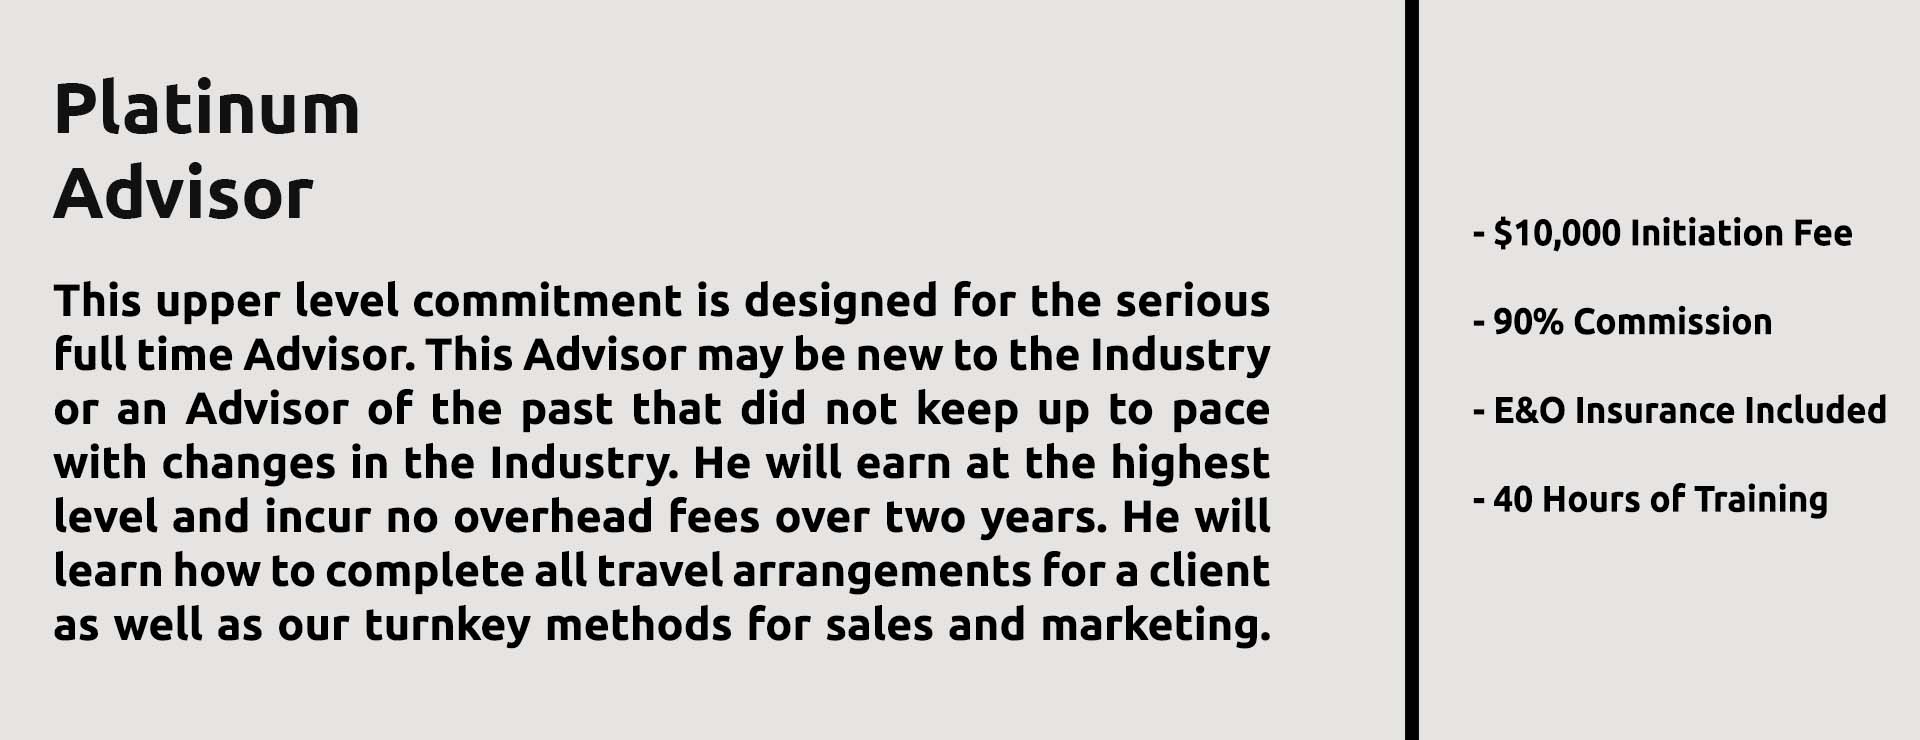 Platinum
Advisor
This upper level commitment is designed for the serious
full time Advisor. This Advisor may be new to the Industry
or an Advisor of the past that did not keep up to pace
with changes in the Industry. He will earn at the highest
level and incur no overhead fees over two years. He will
learn how to complete all travel arrangements for a client
as well as our turnkey methods for sales and marketing.
- $10,000 Initiation Fee
- 90% Commission
- E&O Insurance Included
- 40 Hours of Training